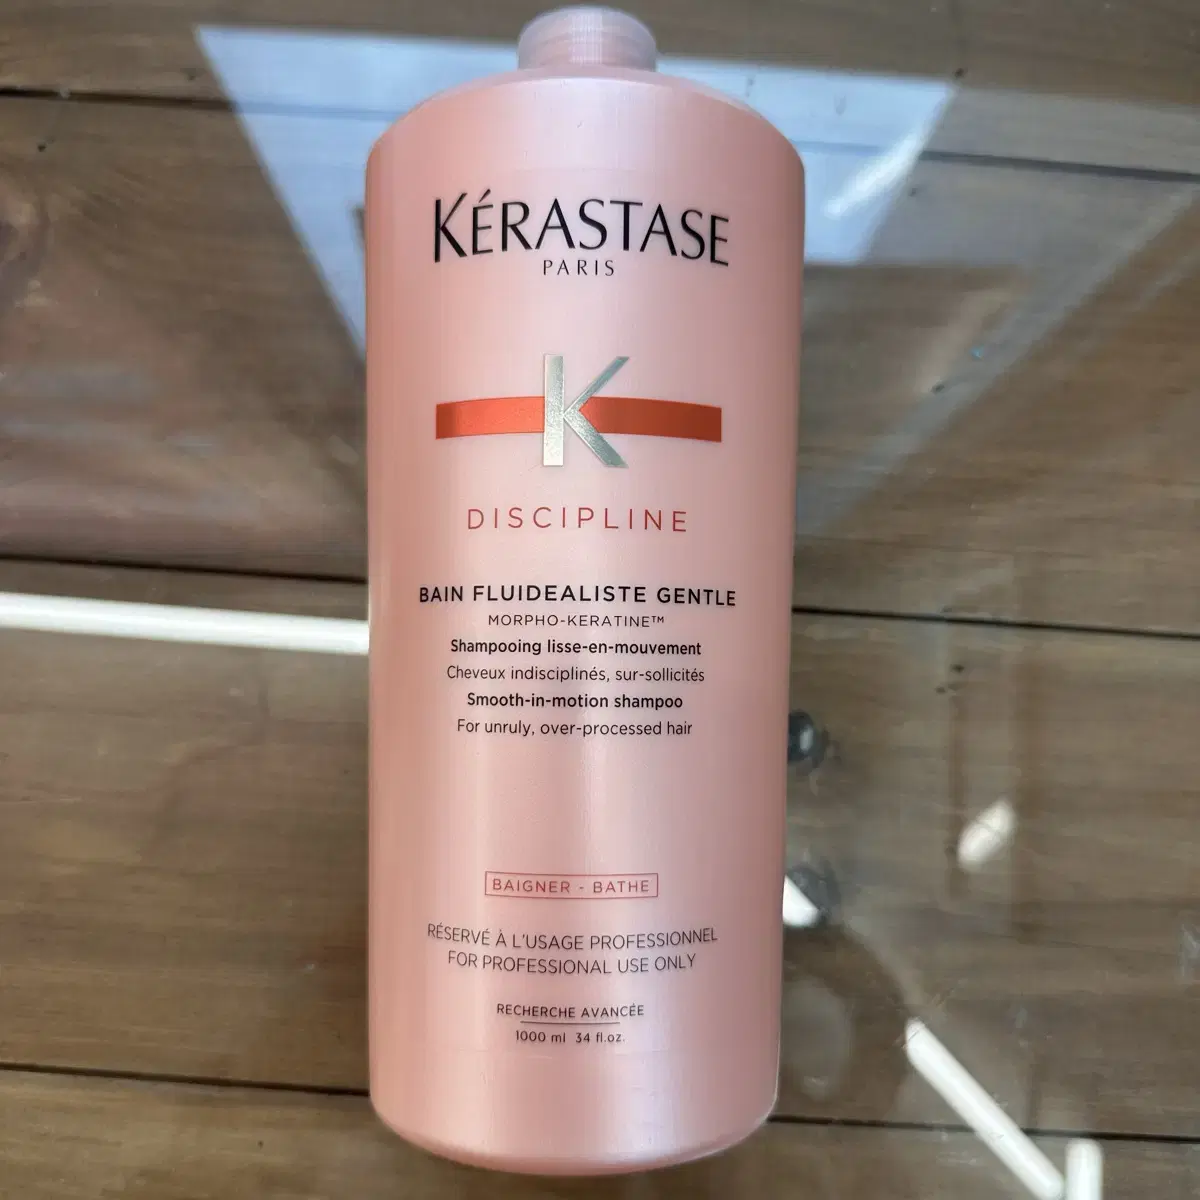 KÉRASTASE
PARIS
K
DISCIPLINE
BAIN FLUIDEALISTE GENTLE
MORPHO-KERATINE™
Shampooing lisse-en-mouvement
Cheveux indisciplinés, sur-sollicités
Smooth-in-motion shampoo
For unruly, over-processed hair
BAIGNER - BATHE
RÉSERVÉ À L'USAGE PROFESSIONNEL
FOR PROFESSIONAL USE ONLY
RECHERCHE AVANCÉE
1000 ml 34 fl.oz.